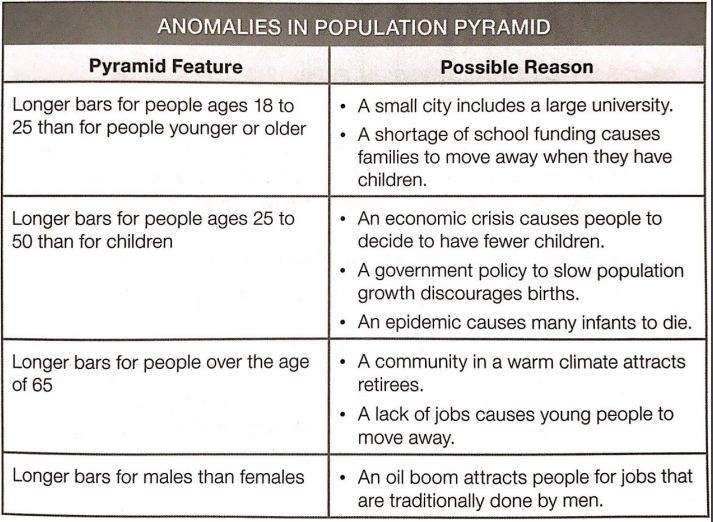 ANOMALIES IN POPULATION PYRAMID
Pyramid Feature
Possible Reason
Longer bars for people ages 18 to
25 than for people younger or older
• A small city includes a large university.
• A shortage of school funding causes
families to move away when they have
children.
Longer bars for people ages 25 to
50 than for children
• An economic crisis causes people to
decide to have fewer children.
• A government policy to slow population
growth discourages births.
• An epidemic causes many infants to die.
Longer bars for people over the age
of 65
• A community in a warm climate attracts
retirees.
• A lack of jobs causes young people to
move away.
Longer bars for males than females
• An oil boom attracts people for jobs that
are traditionally done by men.